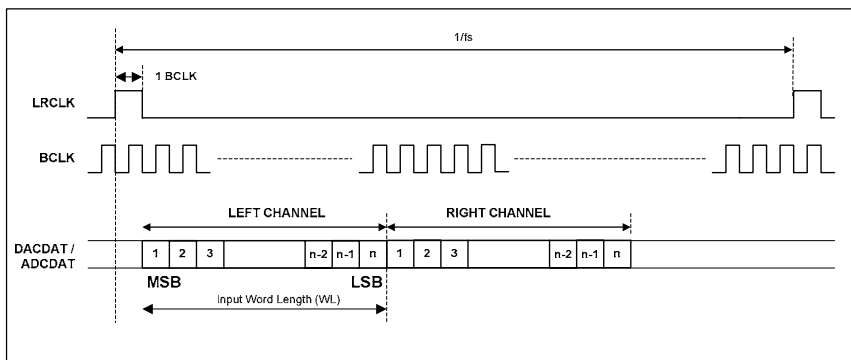 1/fs
1 BCLK
LRCLK
BCLK
LEFT CHANNEL
RIGHT CHANNEL
DACDAT /
ADCDAT
1 2 3 n-2 n-1 n 1 2 3 n-2 n-1 n
MSB
LSB
Input Word Length (WL)